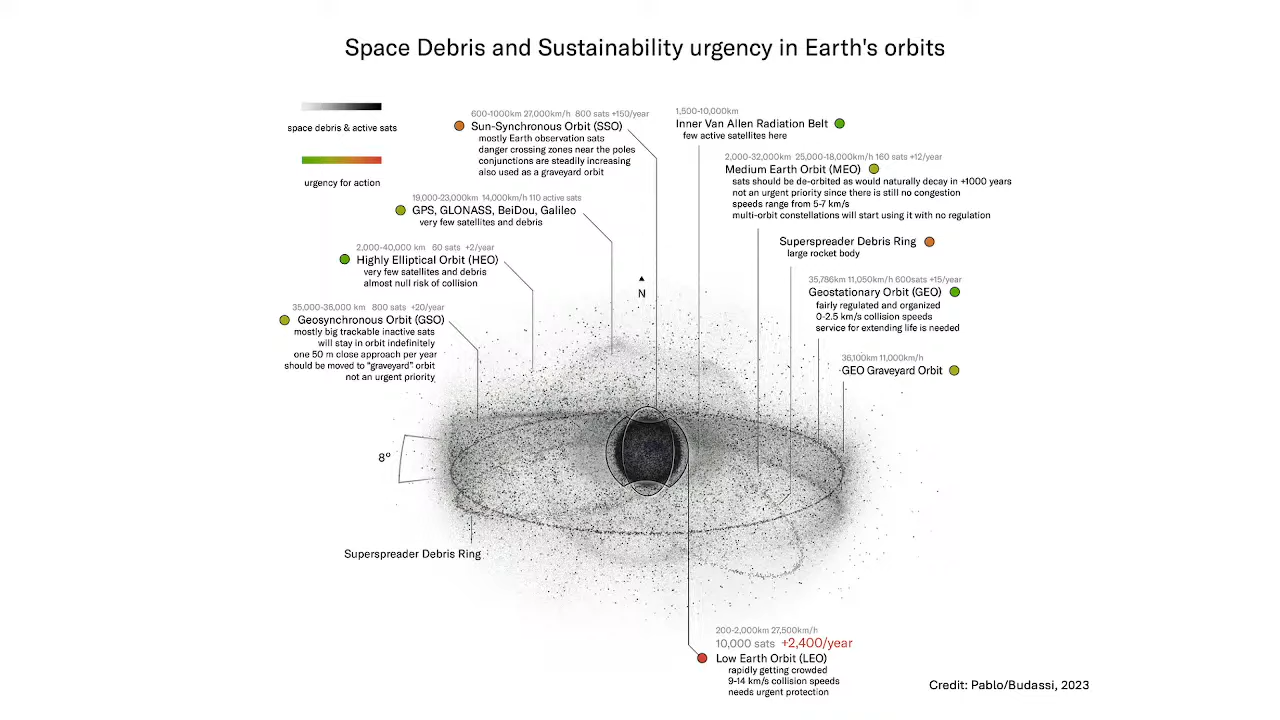 Space Debris and Sustainability urgency in Earth's orbits
space debris & active sats
urgency for action
600-1000km 27,000km/h 800 sats +150/year
Sun-Synchronous Orbit (SSO)
mostly Earth observation sats
danger crossing zones near the poles
conjunctions are steadily increasing
also used as a graveyard orbit
19,000-23,000km 14,000km/h 110 active sats
GPS, GLONASS, BeiDou, Galileo
very few satellites and debris
2,000-40,000 km 60 sats +2/year
Highly Elliptical Orbit (HEO)
very few satellites and debris
almost null risk of collision
35,000-36,000 km 800 sats +20/year
Geosynchronous Orbit (GSO)
mostly big trackable inactive sats
will stay in orbit indefinitely
one 50 m close approach per year
should be moved to "graveyard" orbit
not an urgent priority
1,500-10,000km
Inner Van Allen Radiation Belt
few active satellites here
2,000-32,000km 25,000-18,000km/h 160 sats +12/year
Medium Earth Orbit (MEO)
sats should be de-orbited as would naturally decay in +1000 years
not an urgent priority since there is still no congestion
speeds range from 5-7 km/s
multi-orbit constellations will start using it with no regulation
Superspreader Debris Ring
large rocket body
35,786km 11,050km/h 600sats +15/year
Geostationary Orbit (GEO)
fairly regulated and organized
0-2.5 km/s collision speeds
service for extending life is needed
36,100km 11,000km/h
GEO Graveyard Orbit
N
8°
Superspreader Debris Ring
200-2,000km 27,500km/h
10,000 sats +2,400/year
Low Earth Orbit (LEO)
rapidly getting crowded
9-14 km/s collision speeds
needs urgent protection
Credit: Pablo/Budassi, 2023